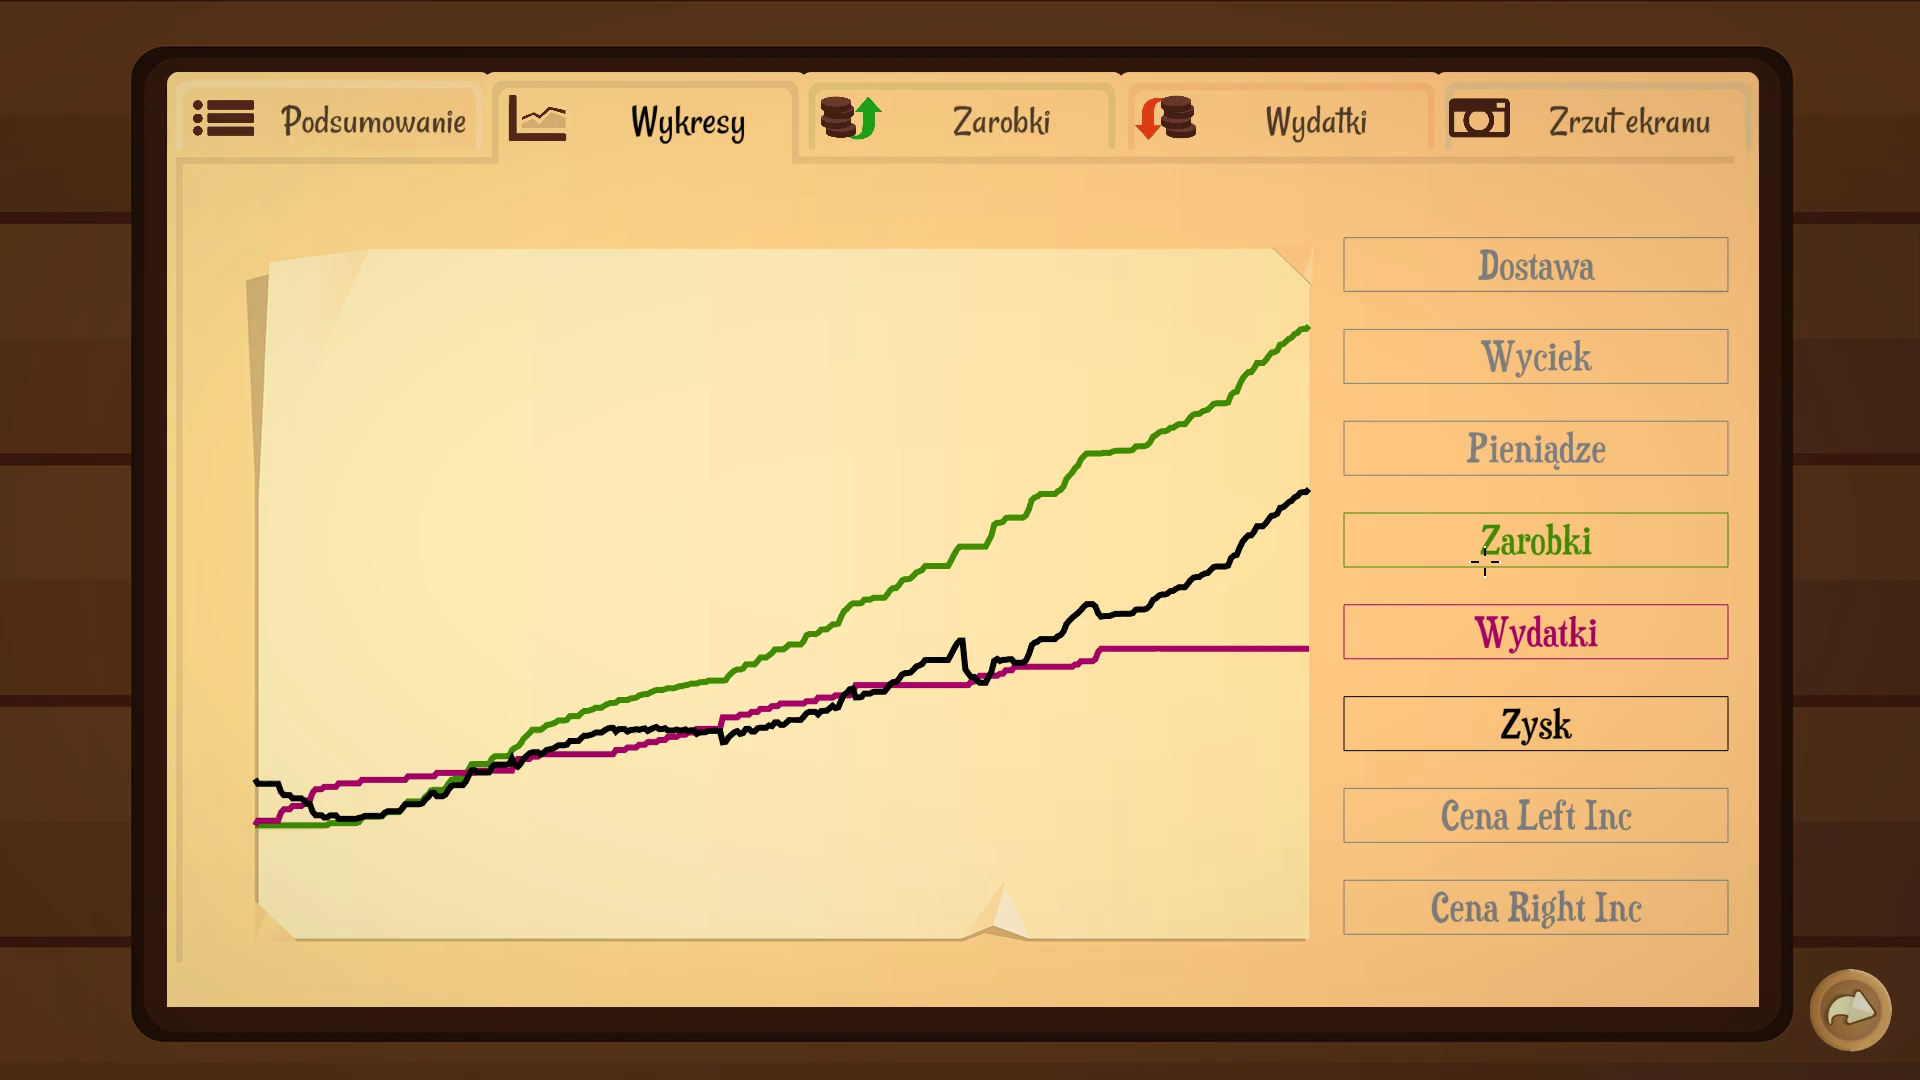 Podsumowanie
Wykresy
Zarobki
Wydatki
Zrzut ekranu
Dostawa
Wyciek
Pieniądze
Zarobki
Wydatki
Zysk
Cena Left Inc
Cena Right Inc